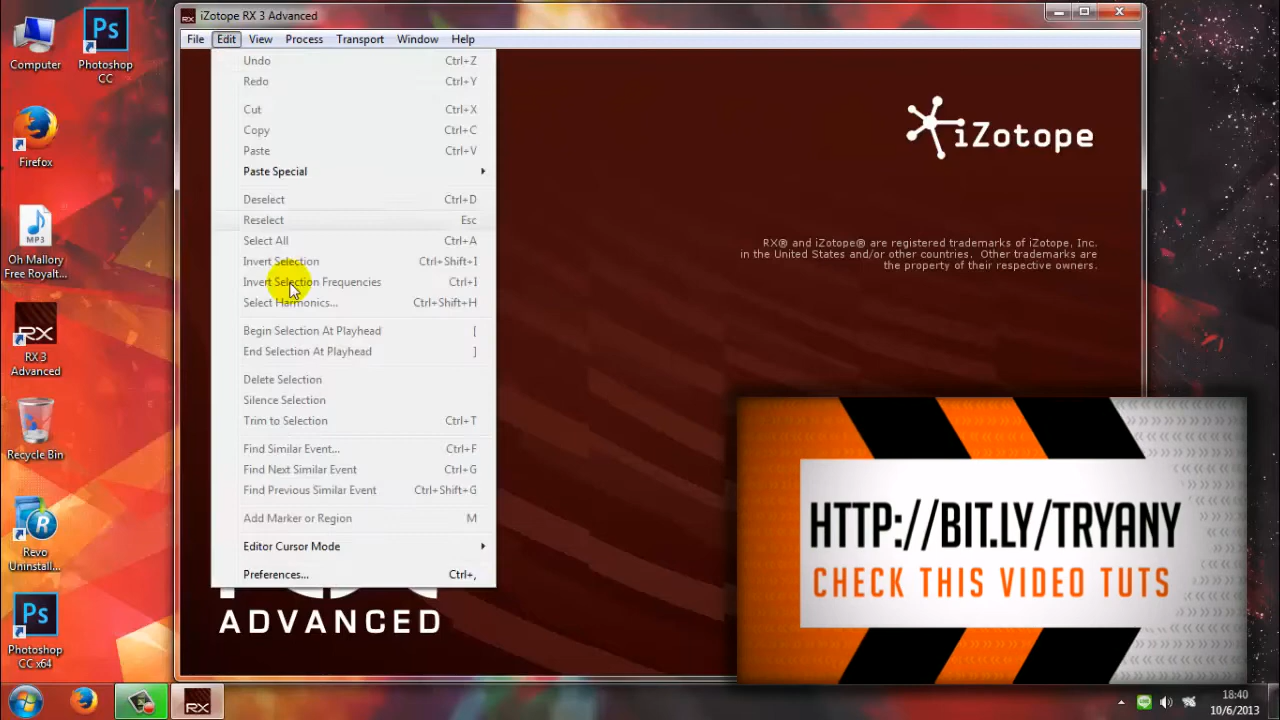 iZotope RX 3 Advanced
File Edit View Process Transport Window Help
Undo Ctrl+Z
Redo Ctrl+Y
Cut Ctrl+X
Copy Ctrl+C
Paste Ctrl+V
Paste Special
Deselect Ctrl+D
Reselect Esc
Select All Ctrl+A
Invert Selection Ctrl+Shift+I
Invert Selection Frequencies Ctrl+I
Select Harmonics... Ctrl+Shift+H
Begin Selection At Playhead [
End Selection At Playhead ]
Delete Selection
Silence Selection
Trim to Selection Ctrl+T
Find Similar Event... Ctrl+F
Find Next Similar Event Ctrl+G
Find Previous Similar Event Ctrl+Shift+G
Add Marker or Region M
Editor Cursor Mode
Preferences... Ctrl+,
ADVANCED
iZotope
RX® and iZotope® are registered trademarks of iZotope, Inc.
in the United States and/or other countries. Other trademarks are
the property of their respective owners.
HTTP://BIT.LY/TRYANY
CHECK THIS VIDEO TUTS
Computer
Ps
Photoshop
CC
Firefox
MP3
Oh Mallory
Free Royalt...
RX
RX 3
Advanced
Recycle Bin
R
Revo
Uninstall...
Ps
Photoshop
CC x64
RX
18:40
10/6/2013